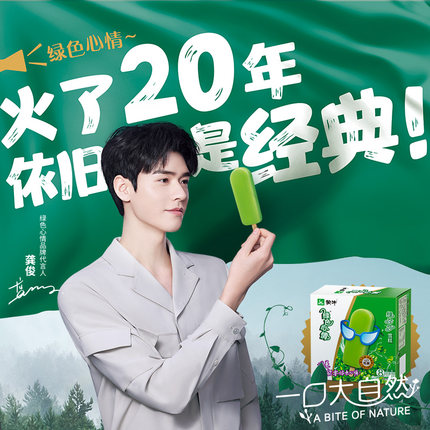 绿色心情~
火了20年
依旧是经典!
绿色心情品牌代言人
龚俊
蒙牛
绿色心情
一口大自然
A BITE OF NATURE